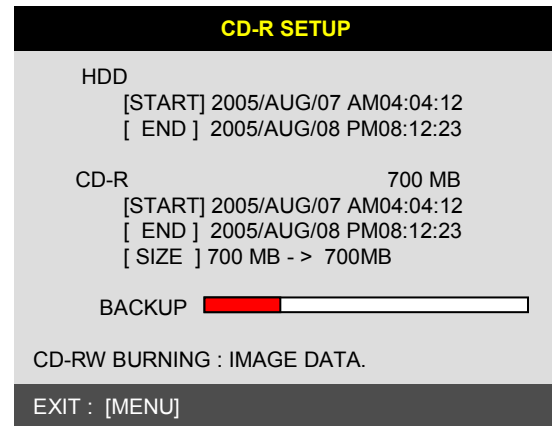 CD-R SETUP
HDD
[START] 2005/AUG/07 AM04:04:12
[ END ] 2005/AUG/08 PM08:12:23
CD-R 700 MB
[START] 2005/AUG/07 AM04:04:12
[ END ] 2005/AUG/08 PM08:12:23
[ SIZE ] 700 MB - > 700MB
BACKUP
CD-RW BURNING : IMAGE DATA.
EXIT : [MENU]